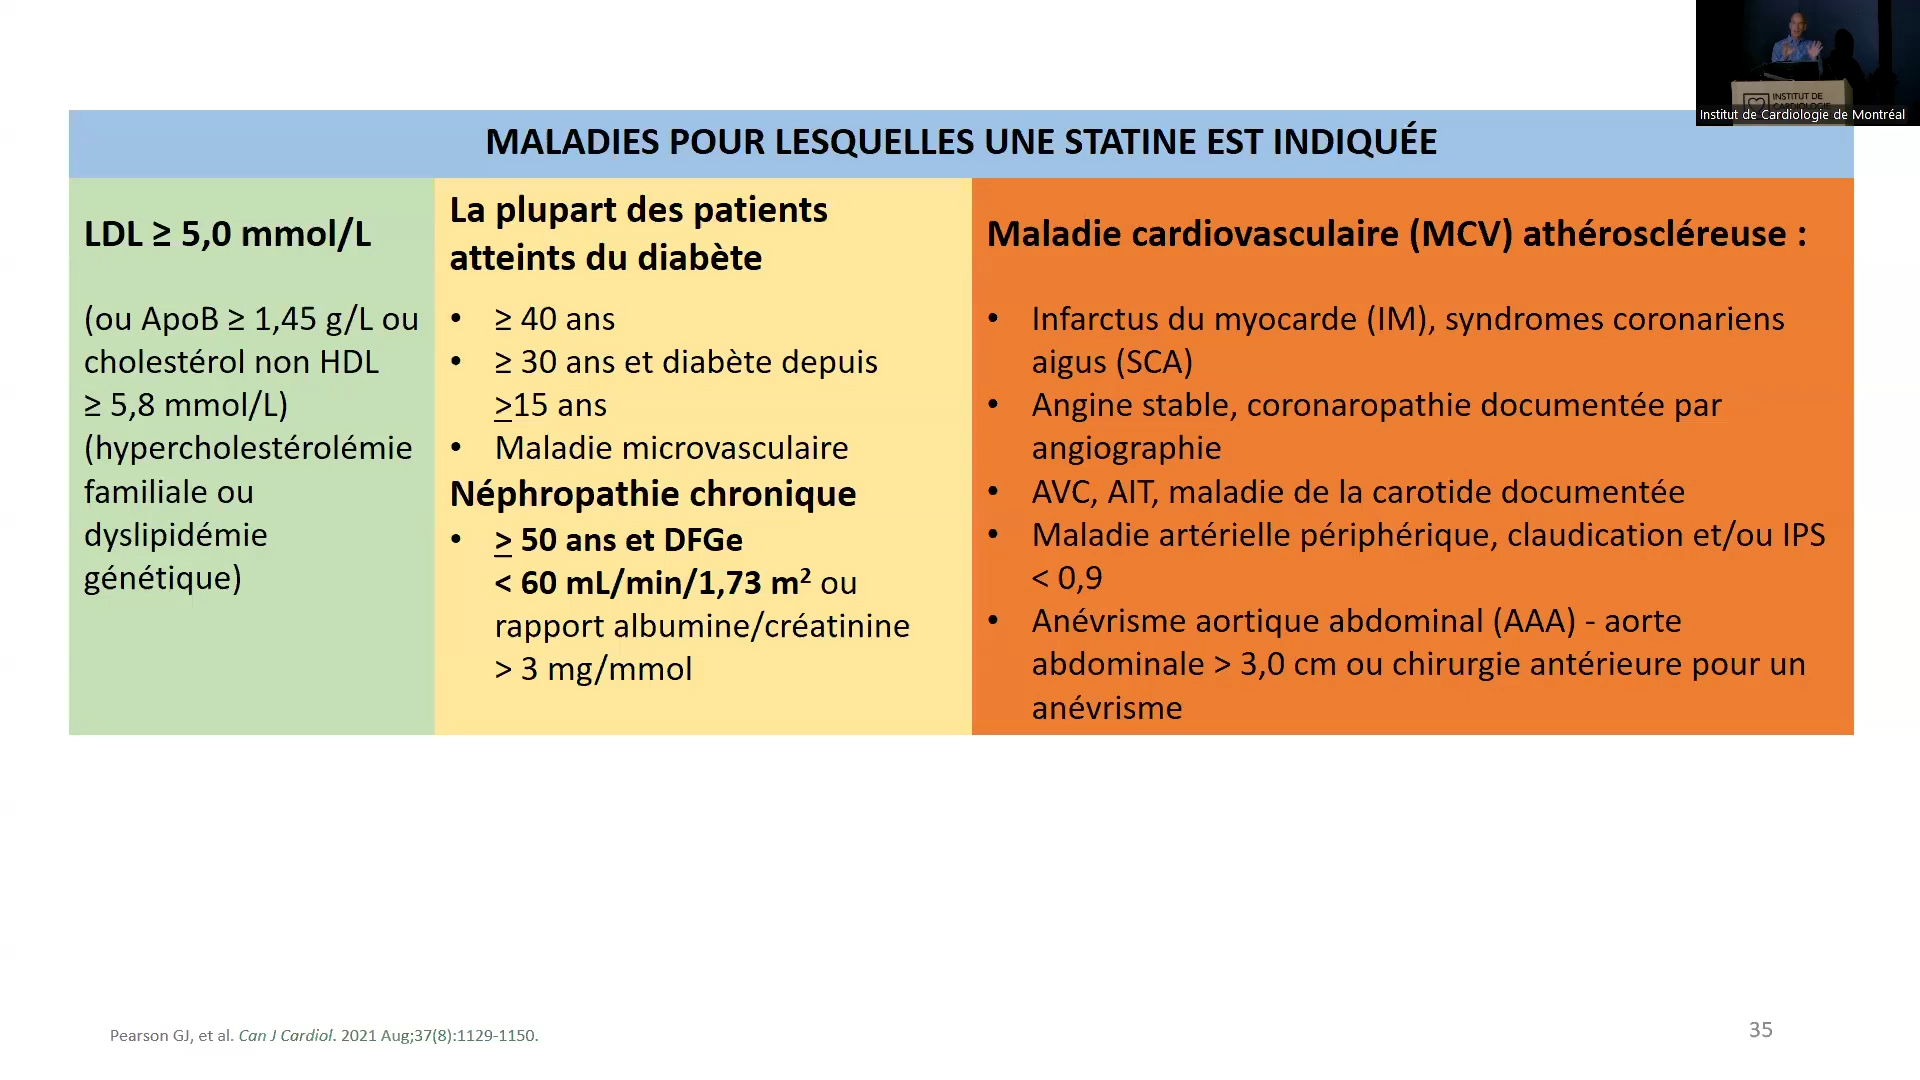 INSTITUT DE
CARDIOLOGIE
Institut de Cardiologie de Montréal
MALADIES POUR LESQUELLES UNE STATINE EST INDIQUÉE
LDL ≥ 5,0 mmol/L
(ou ApoB ≥ 1,45 g/L ou
cholestérol non HDL
≥ 5,8 mmol/L)
(hypercholestérolémie
familiale ou
dyslipidémie
génétique)
La plupart des patients
atteints du diabète
• ≥ 40 ans
• ≥ 30 ans et diabète depuis
≥15 ans
• Maladie microvasculaire
Néphropathie chronique
• ≥ 50 ans et DFGe
< 60 mL/min/1,73 m² ou
rapport albumine/créatinine
> 3 mg/mmol
Maladie cardiovasculaire (MCV) athéroscléreuse :
• Infarctus du myocarde (IM), syndromes coronariens
aigus (SCA)
• Angine stable, coronaropathie documentée par
angiographie
• AVC, AIT, maladie de la carotide documentée
• Maladie artérielle périphérique, claudication et/ou IPS
< 0,9
• Anévrisme aortique abdominal (AAA) - aorte
abdominale > 3,0 cm ou chirurgie antérieure pour un
anévrisme
Pearson GJ, et al. Can J Cardiol. 2021 Aug;37(8):1129-1150.
35